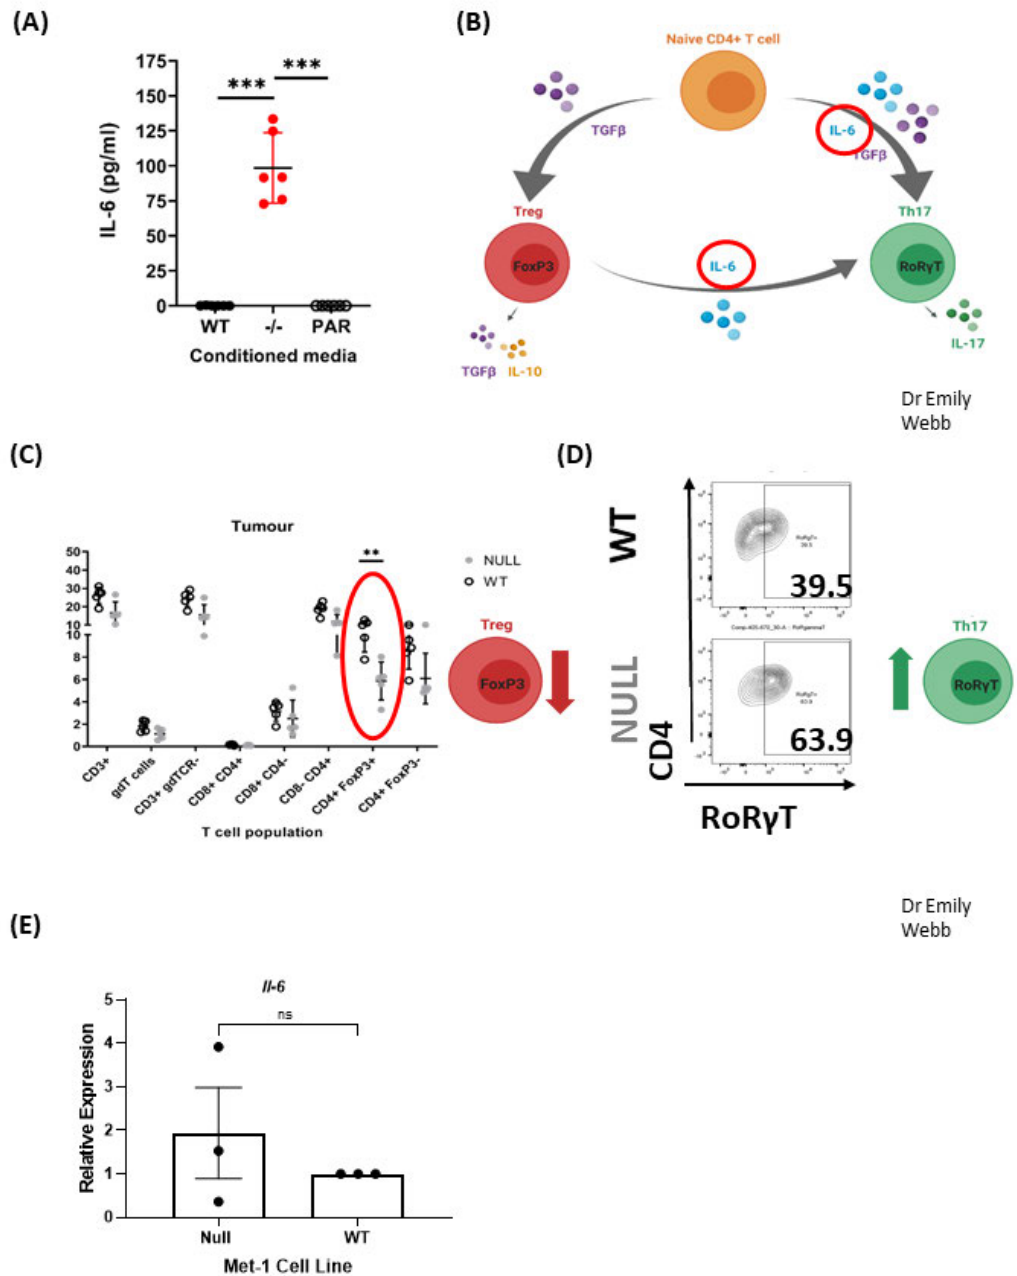 (A)
175
150
125
100
75
50
25
0
IL-6 (pg/ml)
***
***
WT -/- PAR
Conditioned media
(B)
Naive CD4+ T cell
TGFβ
IL-6
TGFβ
Treg
FoxP3
Th17
RoRγT
IL-6
TGFβ IL-10
IL-17
Dr Emily
Webb
(C)
Tumour
50
40
30
20
10
10
8
6
4
2
0
**
NULL
WT
CD3+
gdT cells
CD3+ gdTCR-
CD8+ CD4+
CD8+ CD4-
CD8- CD4+
CD4+ FoxP3+
CD4+ FoxP3-
T cell population
Treg
FoxP3
(D)
WT
39.5
NULL
63.9
CD4
RoRγT
Th17
RoRγT
Dr Emily
Webb
(E)
Il-6
ns
5
4
3
2
1
0
Relative Expression
Null WT
Met-1 Cell Line